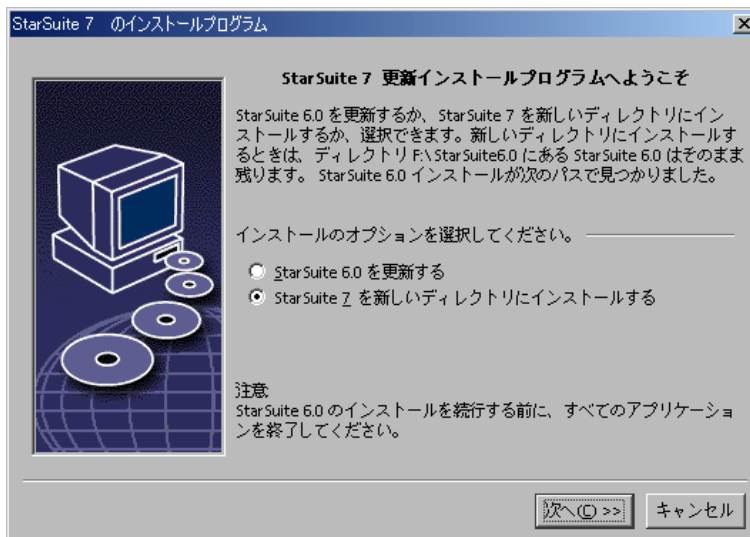 StarSuite 7 のインストールプログラム
StarSuite 7 更新インストールプログラムへようこそ
StarSuite 6.0 を更新するか、StarSuite 7 を新しいディレクトリにイン
ストールするか、選択できます。新しいディレクトリにインストールす
るときは、ディレクトリ F:\StarSuite6.0 にある StarSuite 6.0 はそのまま
残ります。 StarSuite 6.0 インストールが次のパスで見つかりました。
インストールのオプションを選択してください。
StarSuite 6.0 を更新する
StarSuite 7 を新しいディレクトリにインストールする
注意
StarSuite 6.0 のインストールを続行する前に、すべてのアプリケーショ
ンを終了してください。
次へ(C) >>
キャンセル